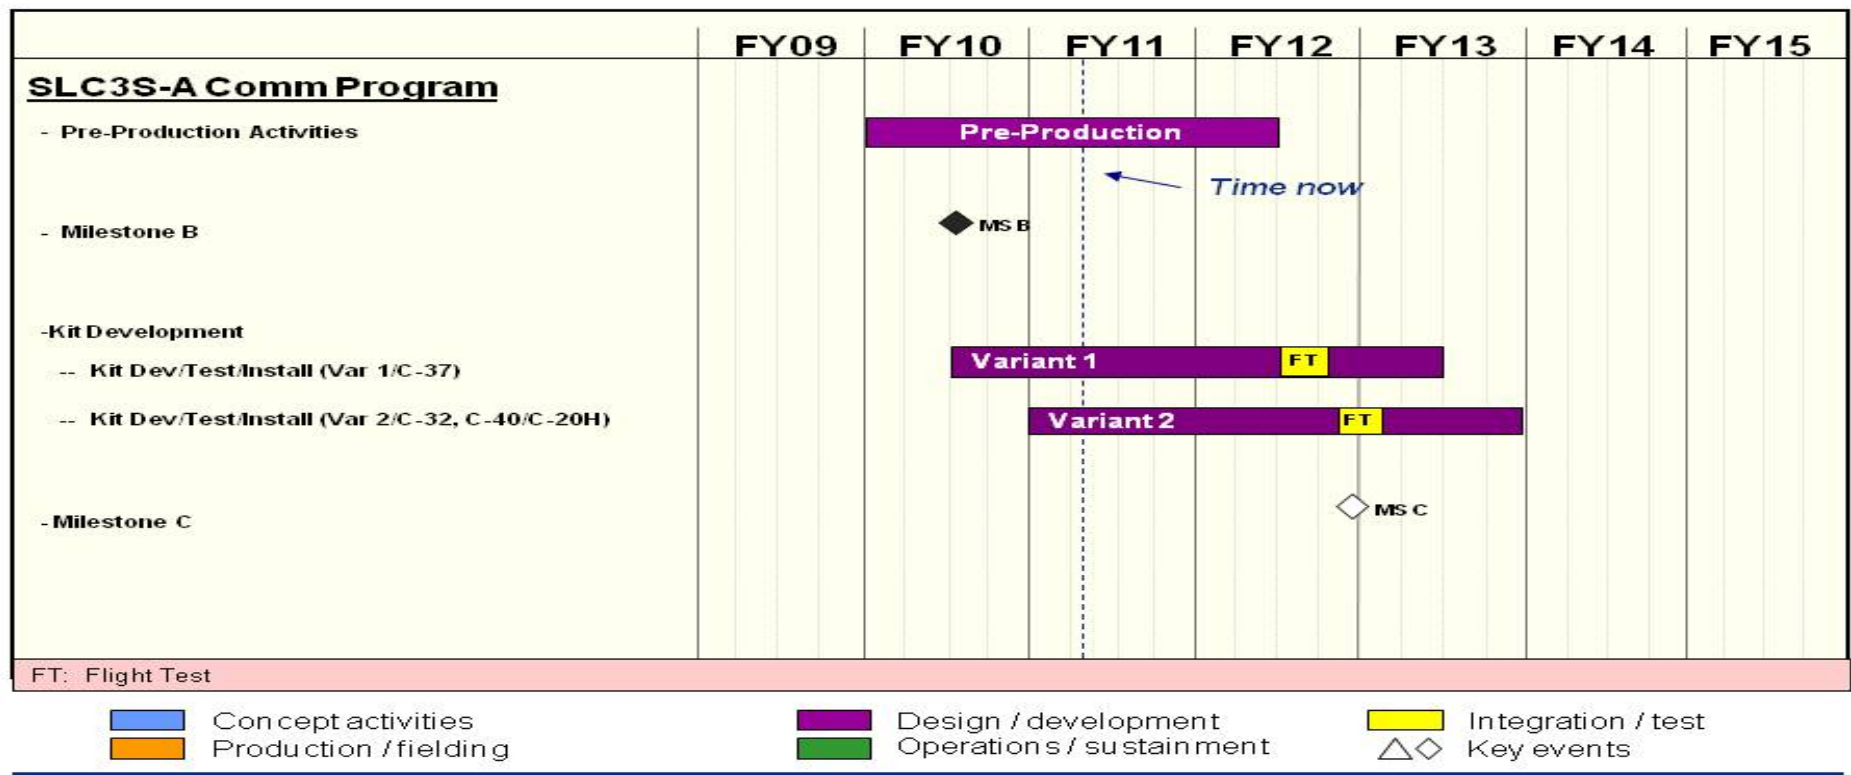 FY09 FY10 FY11 FY12 FY13 FY14 FY15
SLC3S-A Comm Program
- Pre-Production Activities
Pre-Production
Time now
- Milestone B
MS B
-Kit Development
-- Kit Dev/Test/Install (Var 1/C-37)
Variant 1
FT
-- Kit Dev/Test/Install (Var 2/C-32, C-40/C-20H)
Variant 2
FT
- Milestone C
MS C
FT: Flight Test
Concept activities
Design / development
Integration / test
Production / fielding
Operations / sustainment
Key events